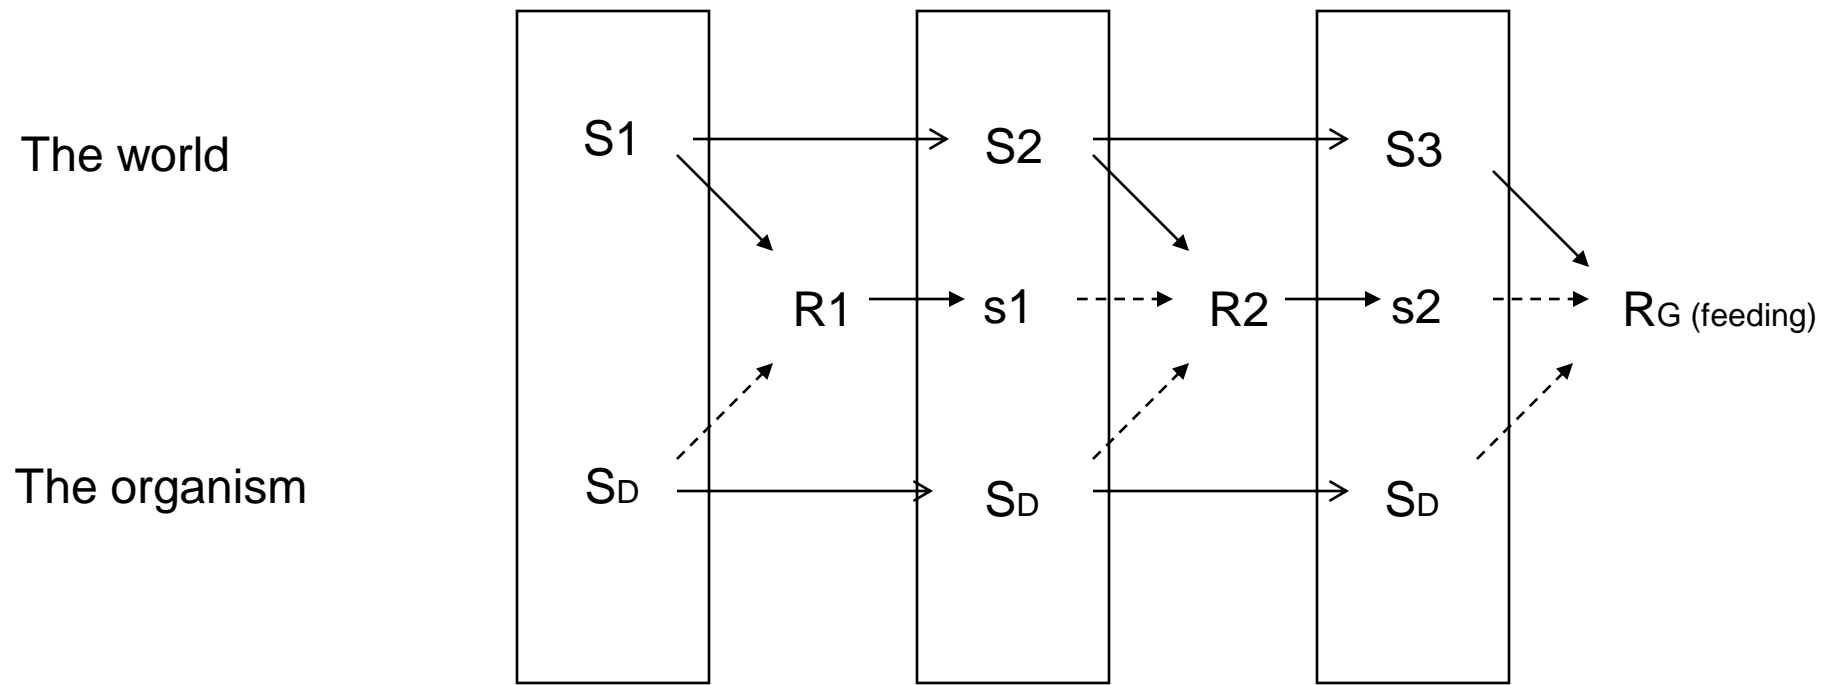 The world
S1
S2
S3
R1
s1
R2
s2
RG (feeding)
The organism
SD
SD
SD